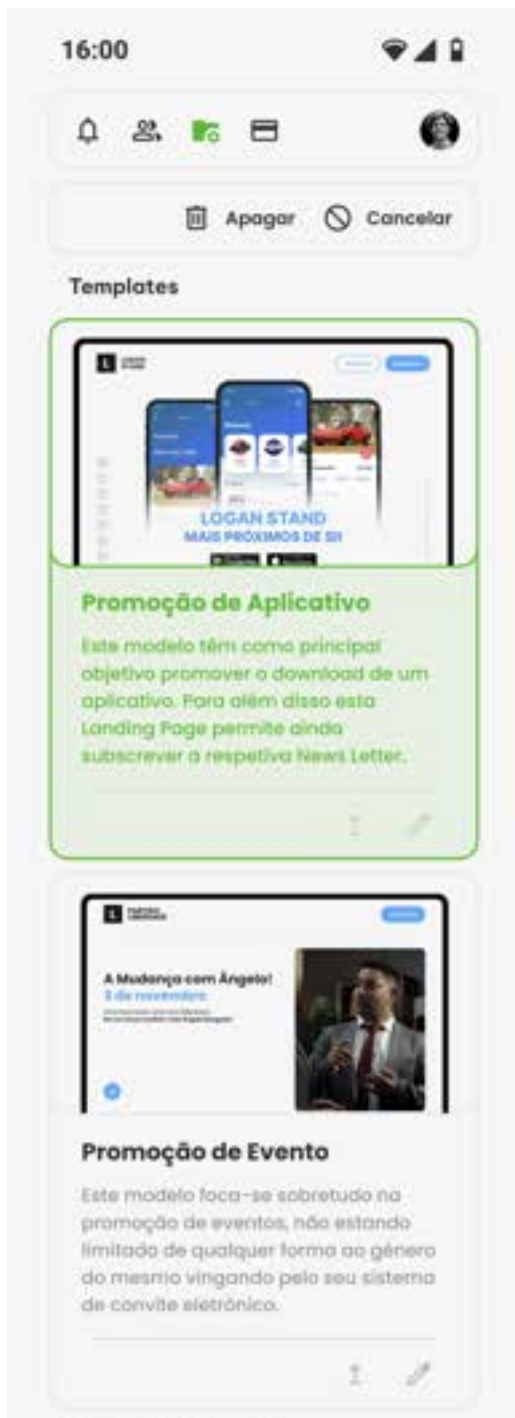 16:00
Apagar Cancelar
Templates
LOGAN STAND
MAIS PRÓXIMOS DE SI!
Promoção de Aplicativo
Este modelo têm como principal
objetivo promover o download de um
aplicativo. Para além disso esta
Landing Page permite ainda
subscrever a respetiva News Letter.
A Mudança com Ângelo!
3 de novembro
Promoção de Evento
Este modelo foca-se sobretudo na
promoção de eventos, não estando
limitado de qualquer forma ao género
do mesmo vingando pelo seu sistema
de convite eletrónico.